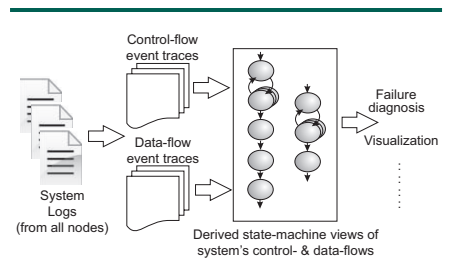 Control-flow
event traces
System
Logs
(from all nodes)
Data-flow
event traces
Derived state-machine views of
system's control- & data-flows
Failure
diagnosis
Visualization